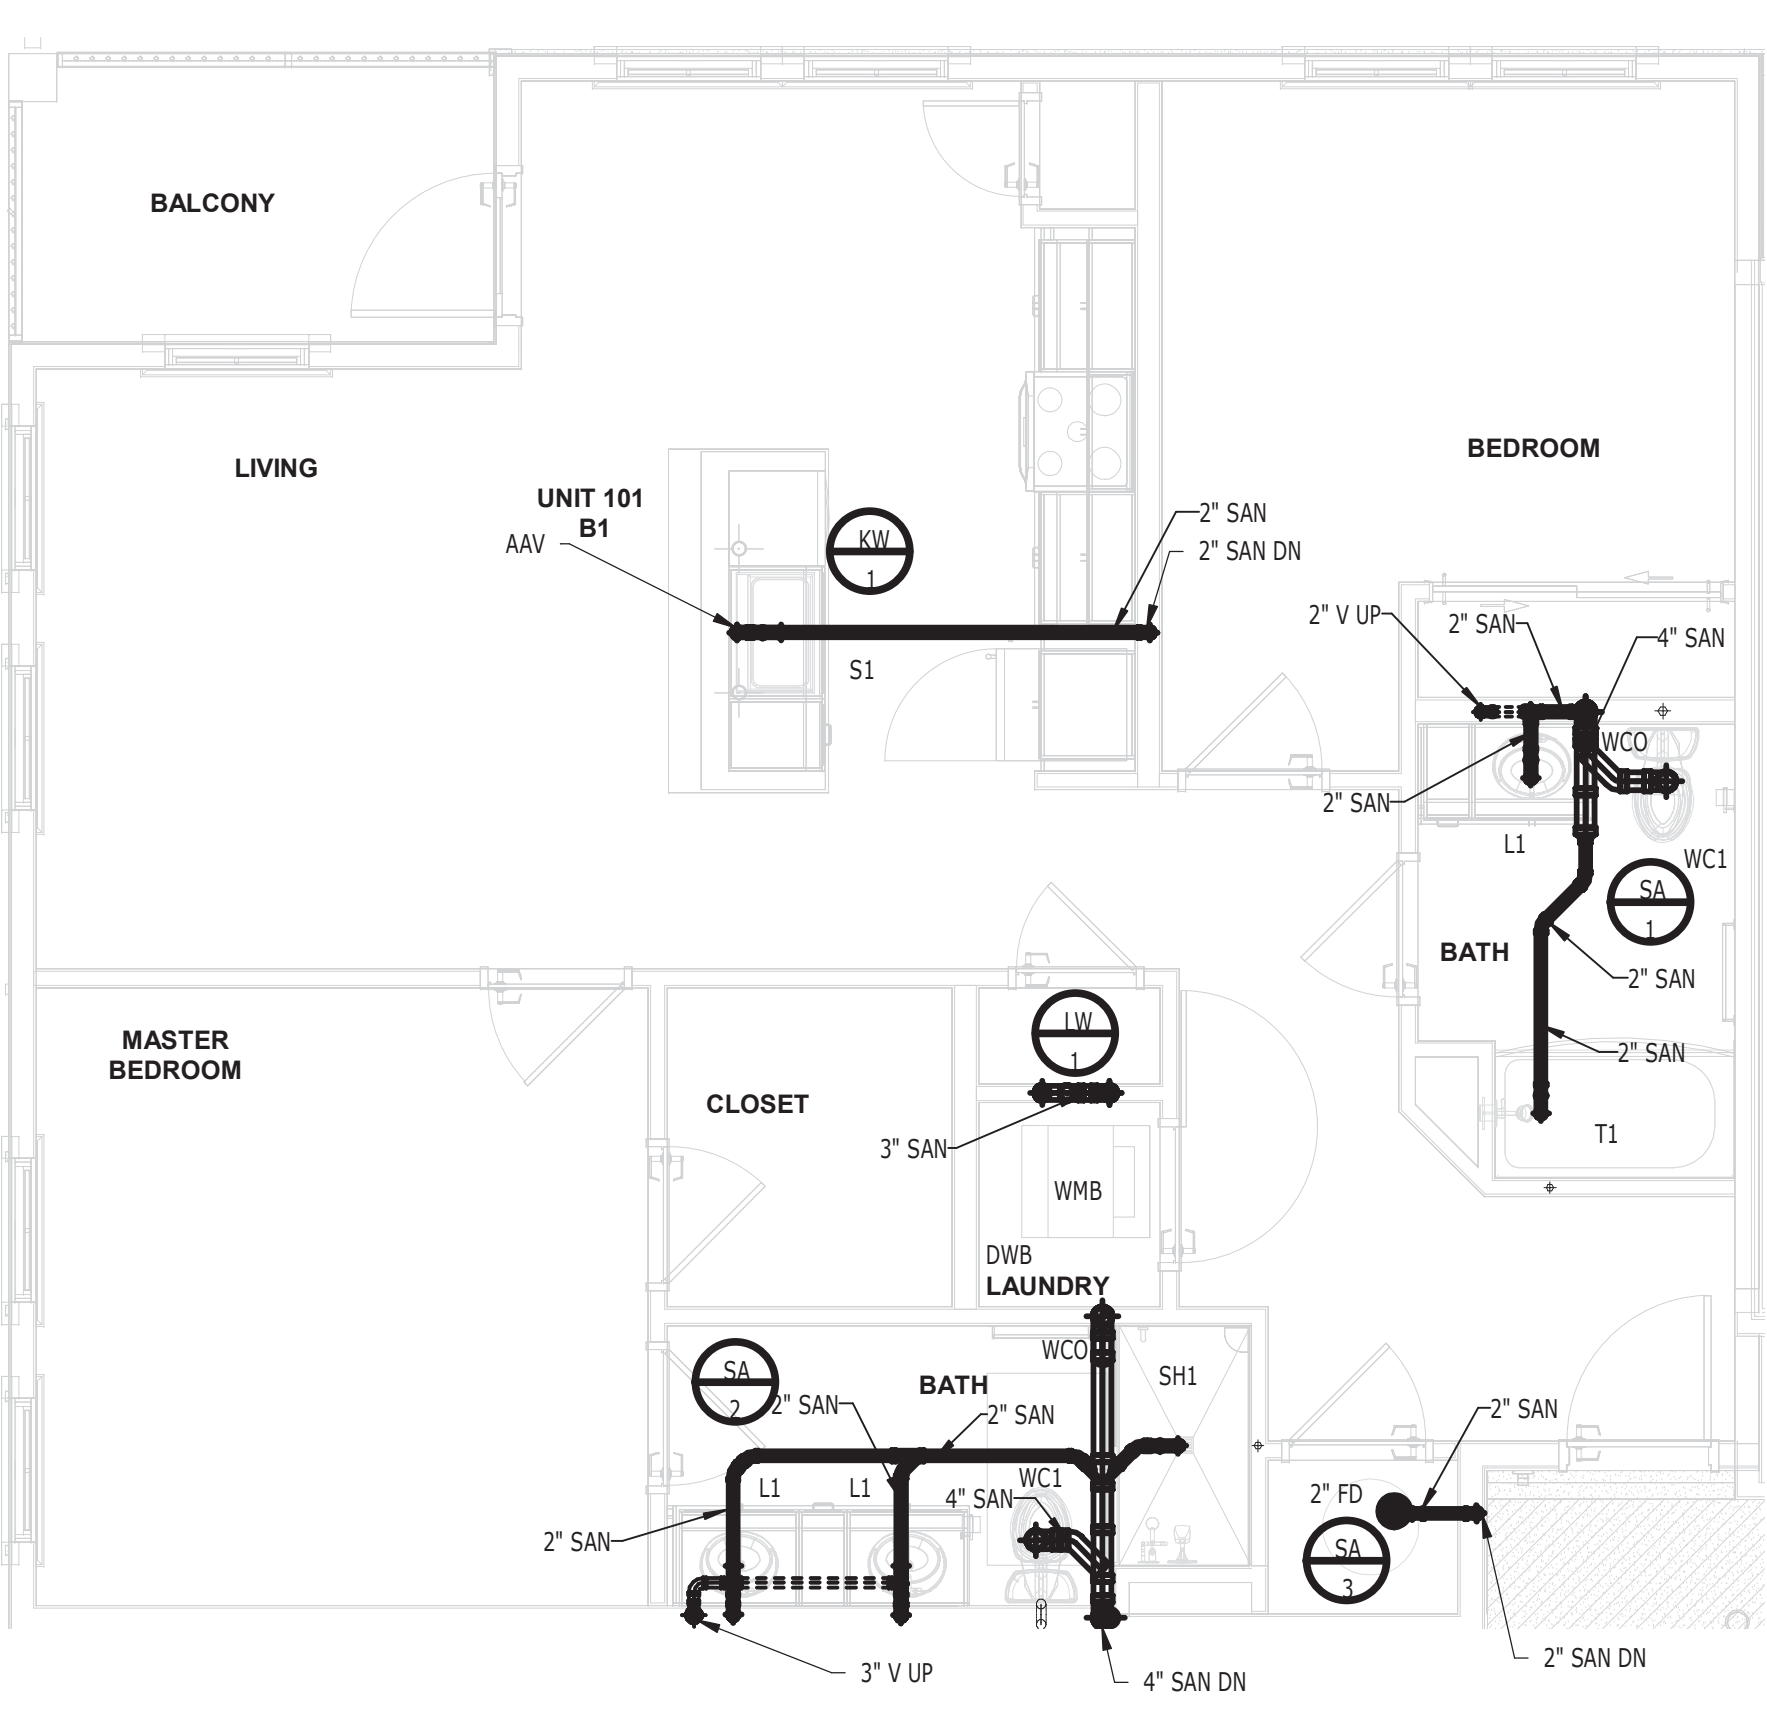 BALCONY
LIVING
BEDROOM
UNIT 101
B1
AAV
KW
1
2" SAN
2" SAN DN
S1
2" V UP
2" SAN
4" SAN
WCO
2" SAN
L1
WC1
SA
1
BATH
2" SAN
2" SAN
T1
MASTER
BEDROOM
CLOSET
LW
1
3" SAN
WMB
DWB
LAUNDRY
WCO
SH1
SA
2
BATH
2" SAN
2" SAN
L1
L1
WC1
4" SAN
2" SAN
2" SAN
2" FD
SA
3
3" V UP
4" SAN DN
2" SAN DN